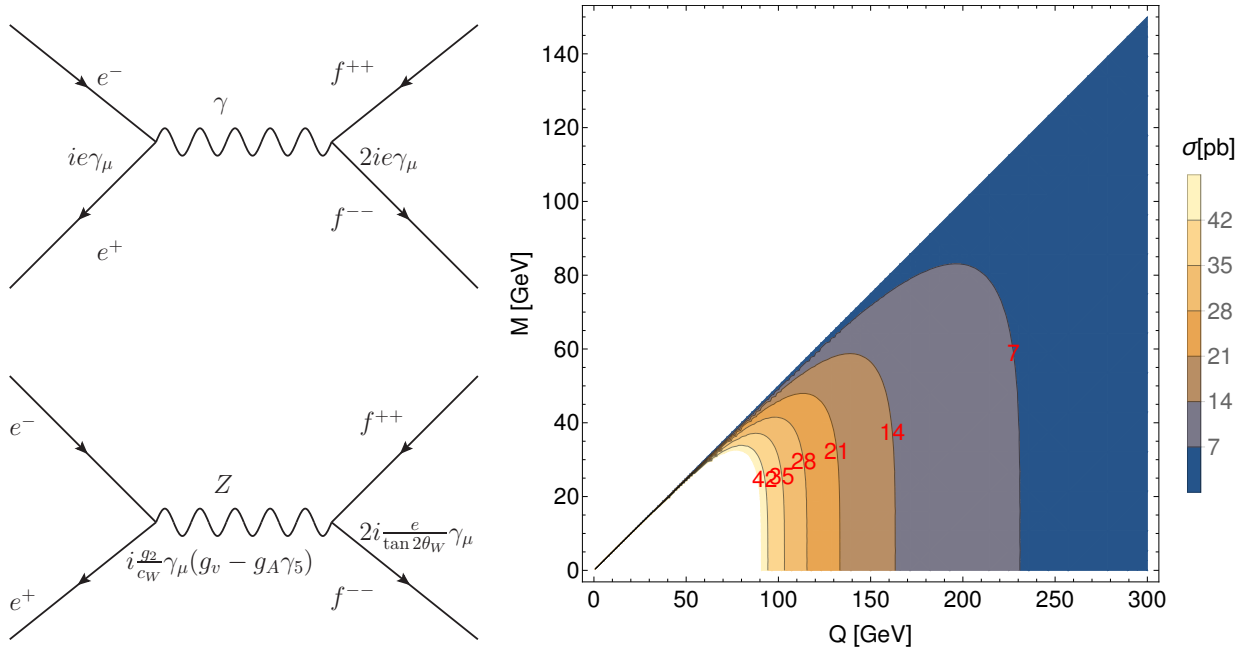 e⁻
f⁺⁺
γ
ieγ_μ
2ieγ_μ
f⁻⁻
e⁺
e⁻
f⁺⁺
Z
2i e/(tan 2θ_W) γ_μ
i g₂/c_W γ_μ(g_v − g_Aγ₅)
e⁺
f⁻⁻
M [GeV]
140
120
100
80
60
40
20
0
0 50 100 150 200 250 300
Q [GeV]
7
14
21
28
35
42
σ[pb]
42
35
28
21
14
7